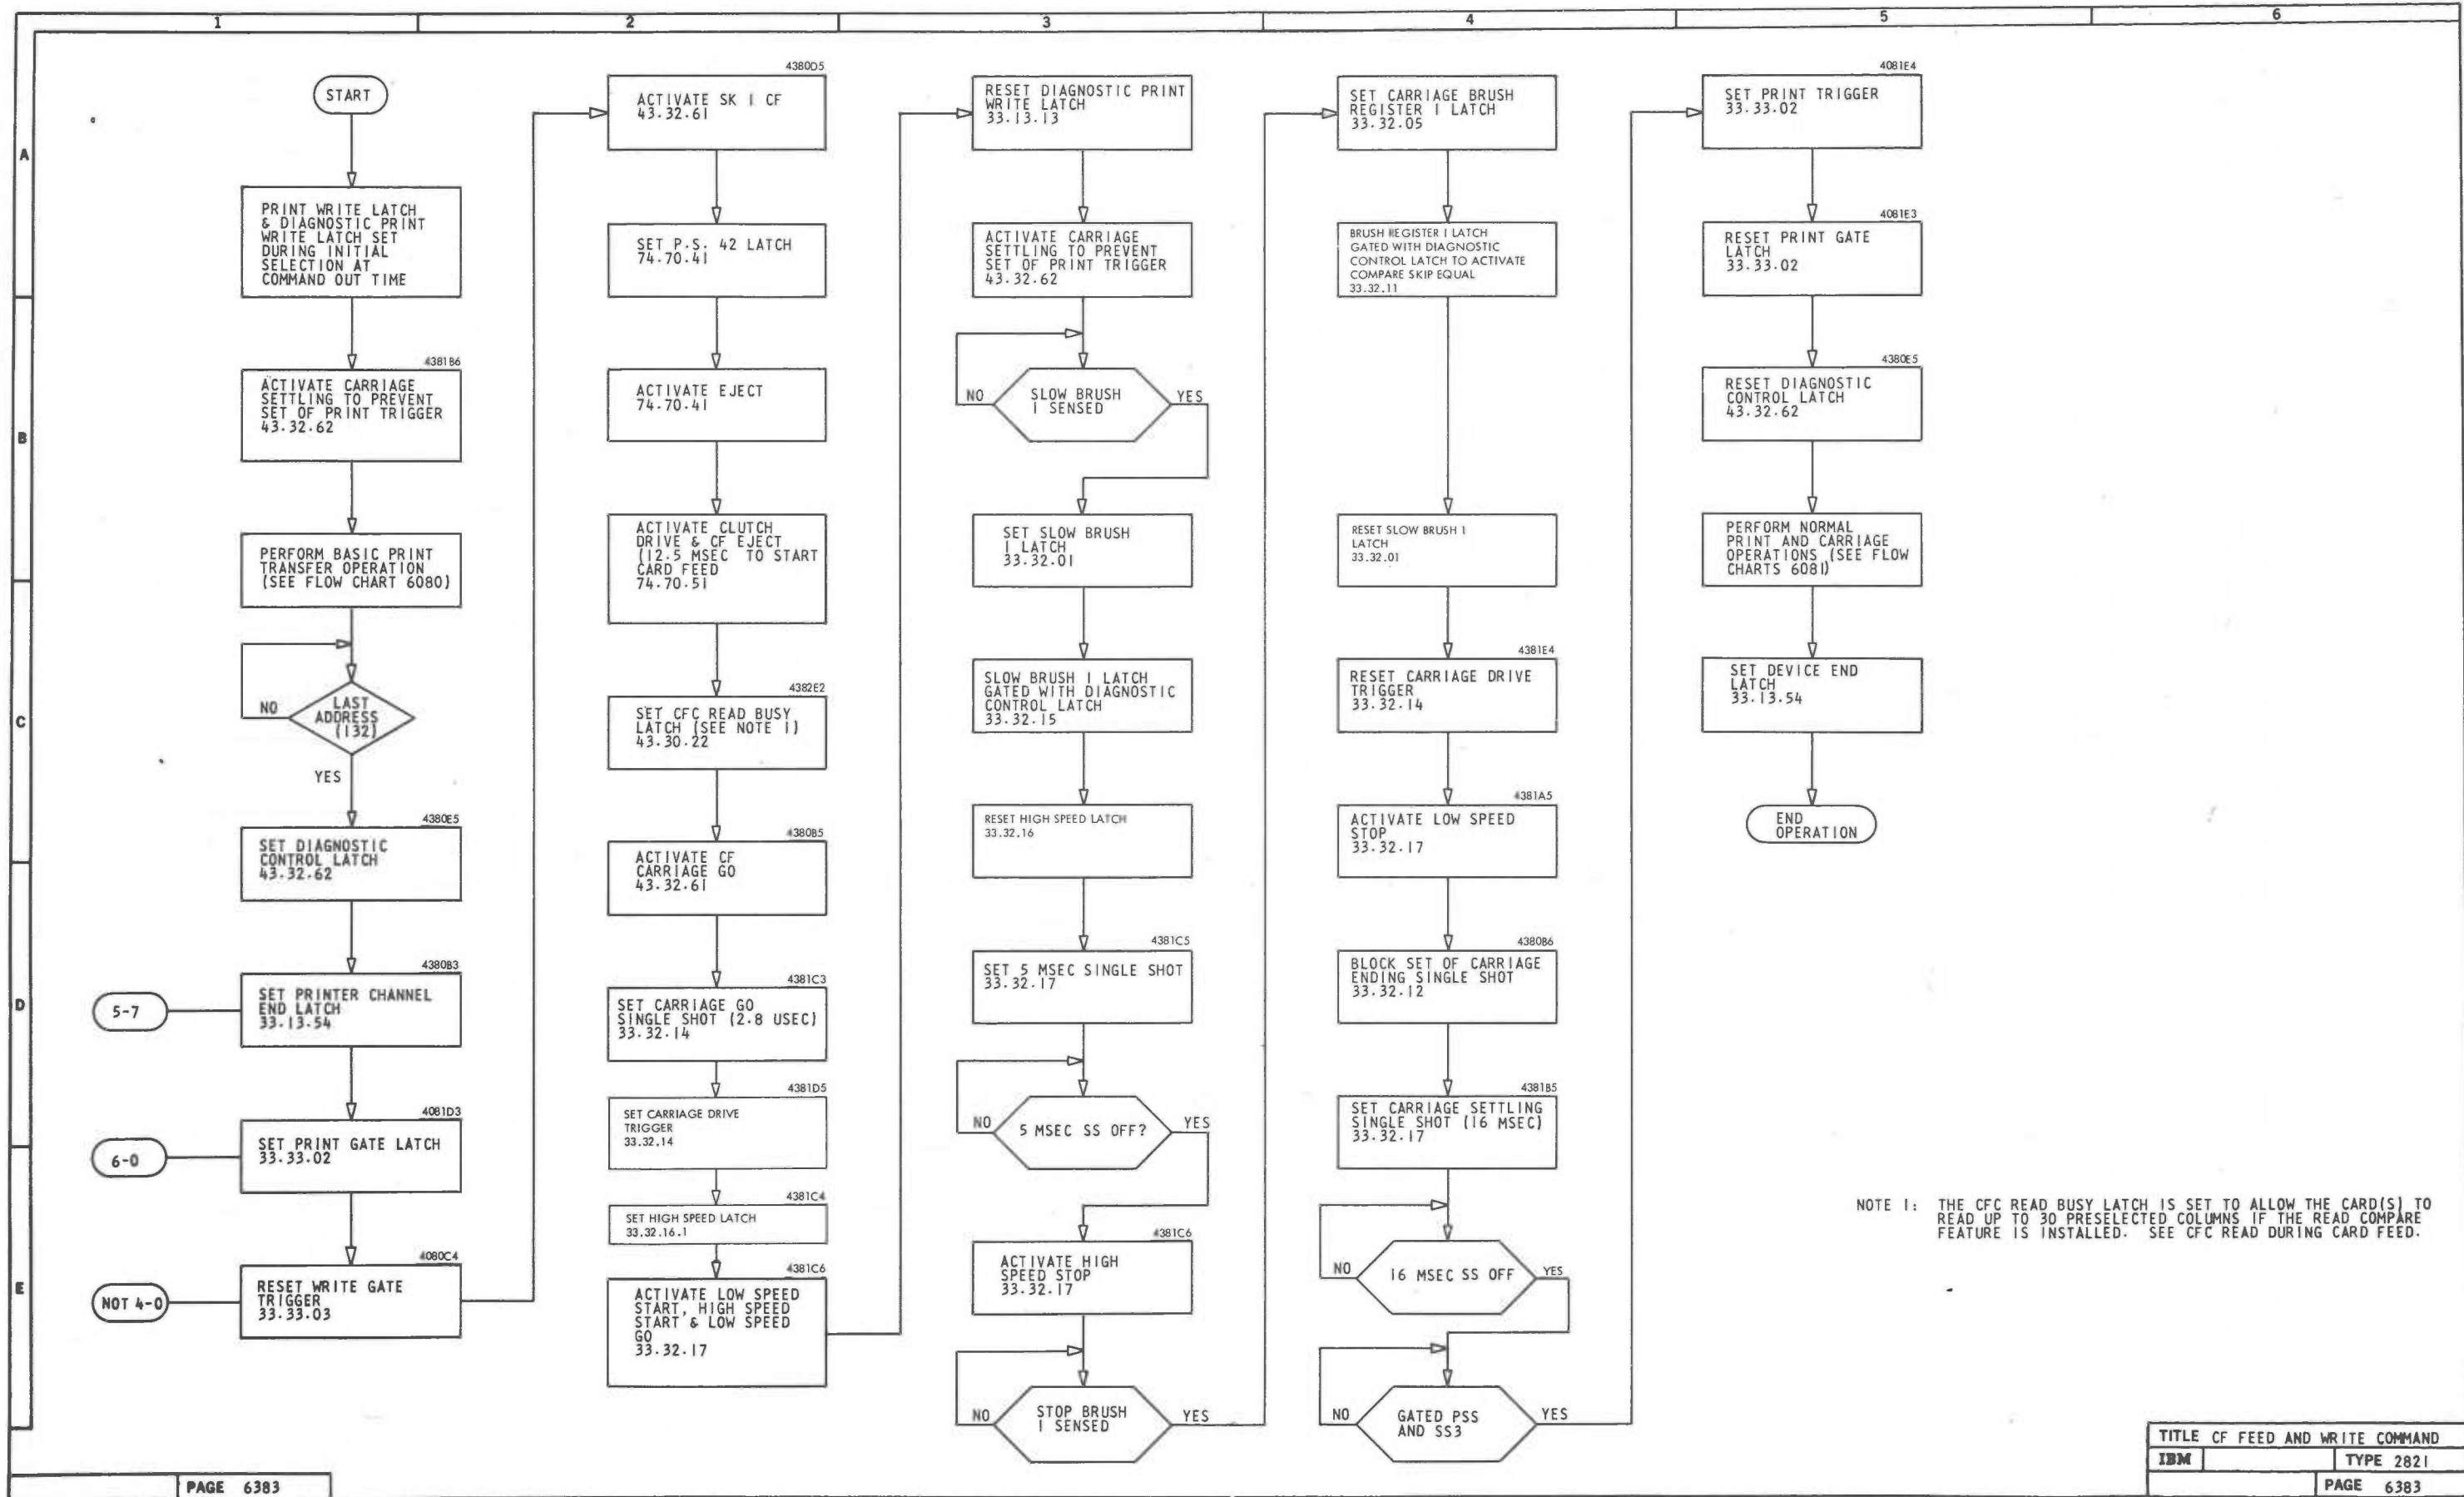 1
2
3
4
5
6
A
B
C
D
E
START
PRINT WRITE LATCH
& DIAGNOSTIC PRINT
WRITE LATCH SET
DURING INITIAL
SELECTION AT
COMMAND OUT TIME
4381B6
ACTIVATE CARRIAGE
SETTLING TO PREVENT
SET OF PRINT TRIGGER
43.32.62
PERFORM BASIC PRINT
TRANSFER OPERATION
(SEE FLOW CHART 6080)
NO
LAST
ADDRESS
(132)
YES
4380E5
SET DIAGNOSTIC
CONTROL LATCH
43.32.62
4380B3
5-7
SET PRINTER CHANNEL
END LATCH
33.13.54
4081D3
6-0
SET PRINT GATE LATCH
33.33.02
4080C4
NOT 4-0
RESET WRITE GATE
TRIGGER
33.33.03
4380D5
ACTIVATE SK 1 CF
43.32.61
SET P.S. 42 LATCH
74.70.41
ACTIVATE EJECT
74.70.41
ACTIVATE CLUTCH
DRIVE & CF EJECT
(12.5 MSEC TO START
CARD FEED
74.70.51
4382E2
SET CFC READ BUSY
LATCH (SEE NOTE 1)
43.30.22
4380B5
ACTIVATE CF
CARRIAGE GO
43.32.61
4381C3
SET CARRIAGE GO
SINGLE SHOT (2.8 USEC)
33.32.14
4381D5
SET CARRIAGE DRIVE
TRIGGER
33.32.14
4381C4
SET HIGH SPEED LATCH
33.32.16.1
4381C6
ACTIVATE LOW SPEED
START, HIGH SPEED
START & LOW SPEED
GO
33.32.17
RESET DIAGNOSTIC PRINT
WRITE LATCH
33.13.13
ACTIVATE CARRIAGE
SETTLING TO PREVENT
SET OF PRINT TRIGGER
43.32.62
NO
SLOW BRUSH
1 SENSED
YES
SET SLOW BRUSH
1 LATCH
33.32.01
SLOW BRUSH 1 LATCH
GATED WITH DIAGNOSTIC
CONTROL LATCH
33.32.15
RESET HIGH SPEED LATCH
33.32.16
4381C5
SET 5 MSEC SINGLE SHOT
33.32.17
NO
5 MSEC SS OFF?
YES
4381C6
ACTIVATE HIGH
SPEED STOP
33.32.17
NO
STOP BRUSH
1 SENSED
YES
SET CARRIAGE BRUSH
REGISTER 1 LATCH
33.32.05
BRUSH REGISTER 1 LATCH
GATED WITH DIAGNOSTIC
CONTROL LATCH TO ACTIVATE
COMPARE SKIP EQUAL
33.32.11
RESET SLOW BRUSH 1
LATCH
33.32.01
4381E4
RESET CARRIAGE DRIVE
TRIGGER
33.32.14
4381A5
ACTIVATE LOW SPEED
STOP
33.32.17
4380B6
BLOCK SET OF CARRIAGE
ENDING SINGLE SHOT
33.32.12
4381B5
SET CARRIAGE SETTLING
SINGLE SHOT (16 MSEC)
33.32.17
NO
16 MSEC SS OFF
YES
NO
GATED PSS
AND SS3
YES
4081E4
SET PRINT TRIGGER
33.33.02
4081E3
RESET PRINT GATE
LATCH
33.33.02
4380E5
RESET DIAGNOSTIC
CONTROL LATCH
43.32.62
PERFORM NORMAL
PRINT AND CARRIAGE
OPERATIONS (SEE FLOW
CHARTS 6081)
SET DEVICE END
LATCH
33.13.54
END
OPERATION
NOTE 1: THE CFC READ BUSY LATCH IS SET TO ALLOW THE CARD(S) TO
READ UP TO 30 PRESELECTED COLUMNS IF THE READ COMPARE
FEATURE IS INSTALLED. SEE CFC READ DURING CARD FEED.
PAGE 6383
TITLE CF FEED AND WRITE COMMAND
IBM TYPE 2821
PAGE 6383